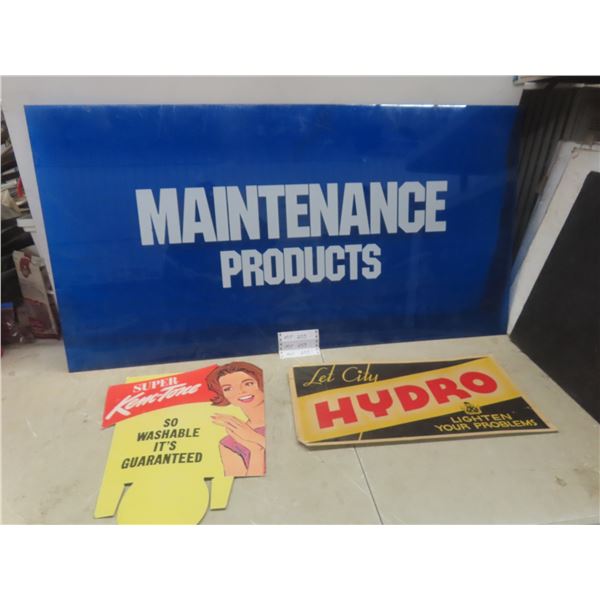 MAINTENANCE
PRODUCTS
SUPER
Kem-Tone
SO
WASHABLE
IT'S
GUARANTEED
Let City
HYDRO
LIGHTEN
YOUR PROBLEMS